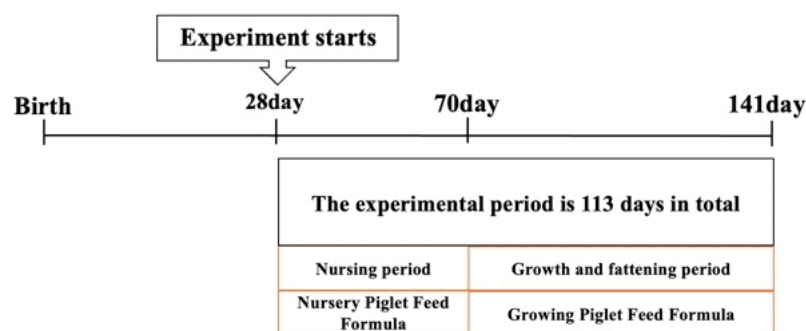 Experiment starts
Birth
28day
70day
141day
The experimental period is 113 days in total
Nursing period
Growth and fattening period
Nursery Piglet Feed
Formula
Growing Piglet Feed Formula